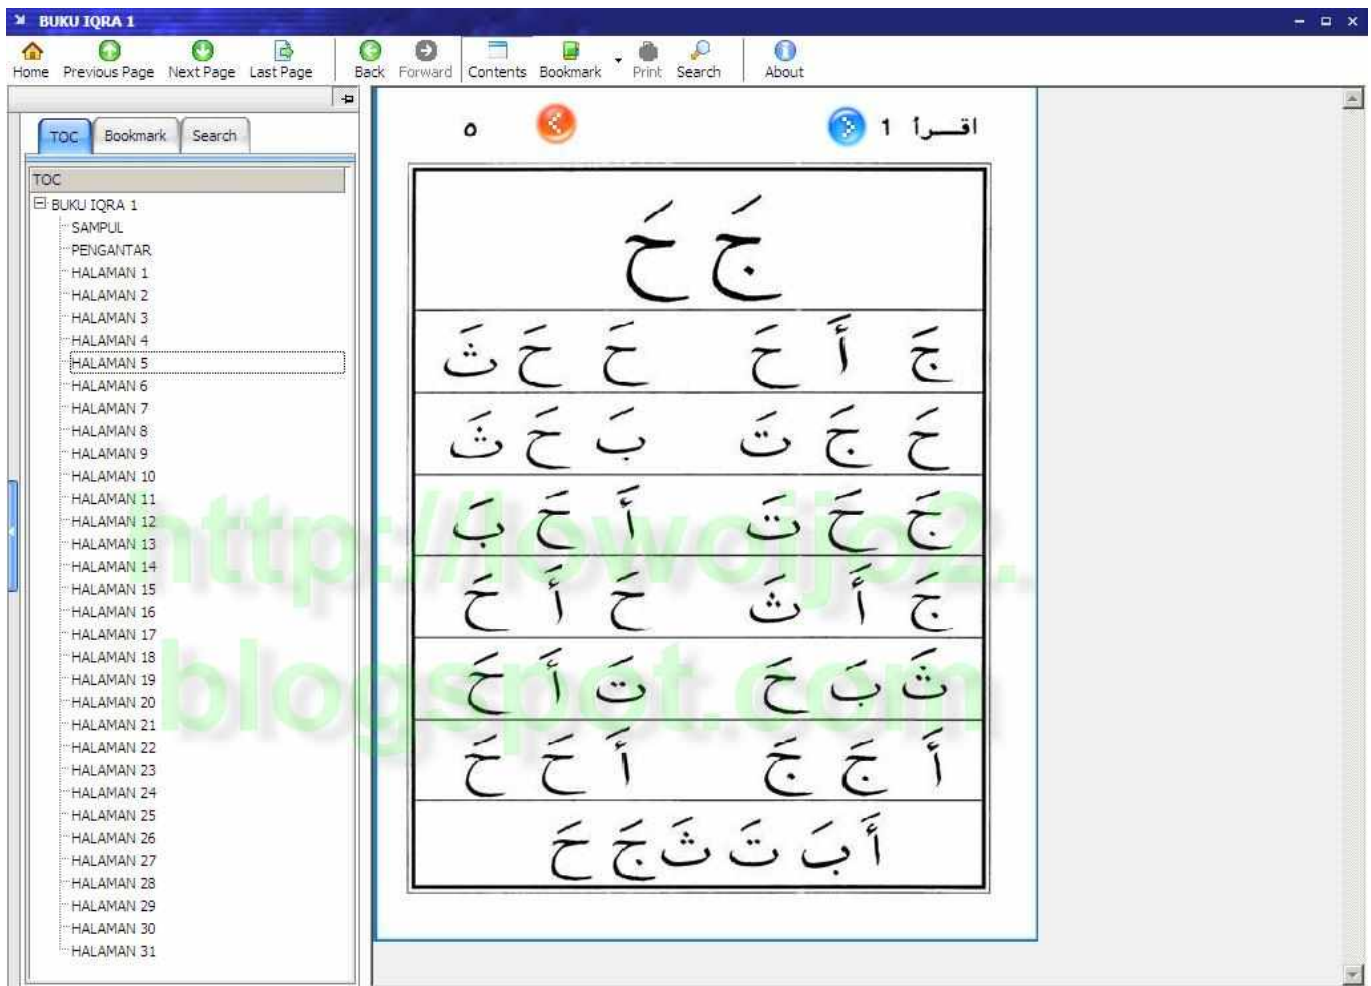 BUKU IQRA 1
Home Previous Page Next Page Last Page Back Forward Contents Bookmark Print Search About
TOC Bookmark Search
TOC
BUKU IQRA 1
SAMPUL
PENGANTAR
HALAMAN 1
HALAMAN 2
HALAMAN 3
HALAMAN 4
HALAMAN 5
HALAMAN 6
HALAMAN 7
HALAMAN 8
HALAMAN 9
HALAMAN 10
HALAMAN 11
HALAMAN 12
HALAMAN 13
HALAMAN 14
HALAMAN 15
HALAMAN 16
HALAMAN 17
HALAMAN 18
HALAMAN 19
HALAMAN 20
HALAMAN 21
HALAMAN 22
HALAMAN 23
HALAMAN 24
HALAMAN 25
HALAMAN 26
HALAMAN 27
HALAMAN 28
HALAMAN 29
HALAMAN 30
HALAMAN 31
اقــرأ 1 ٥
جَ حَ
جَ أَ حَ حَ حَ ثَ
حَ جَ تَ بَ حَ ثَ
جَ حَ تَ أَ حَ بَ
جَ أَ ثَ حَ أَ حَ
ثَ بَ حَ تَ أَ حَ
أَ جَ جَ أَ حَ حَ
أَ بَ تَ ثَ جَ حَ
http://lowoijo2.
blogspot.com